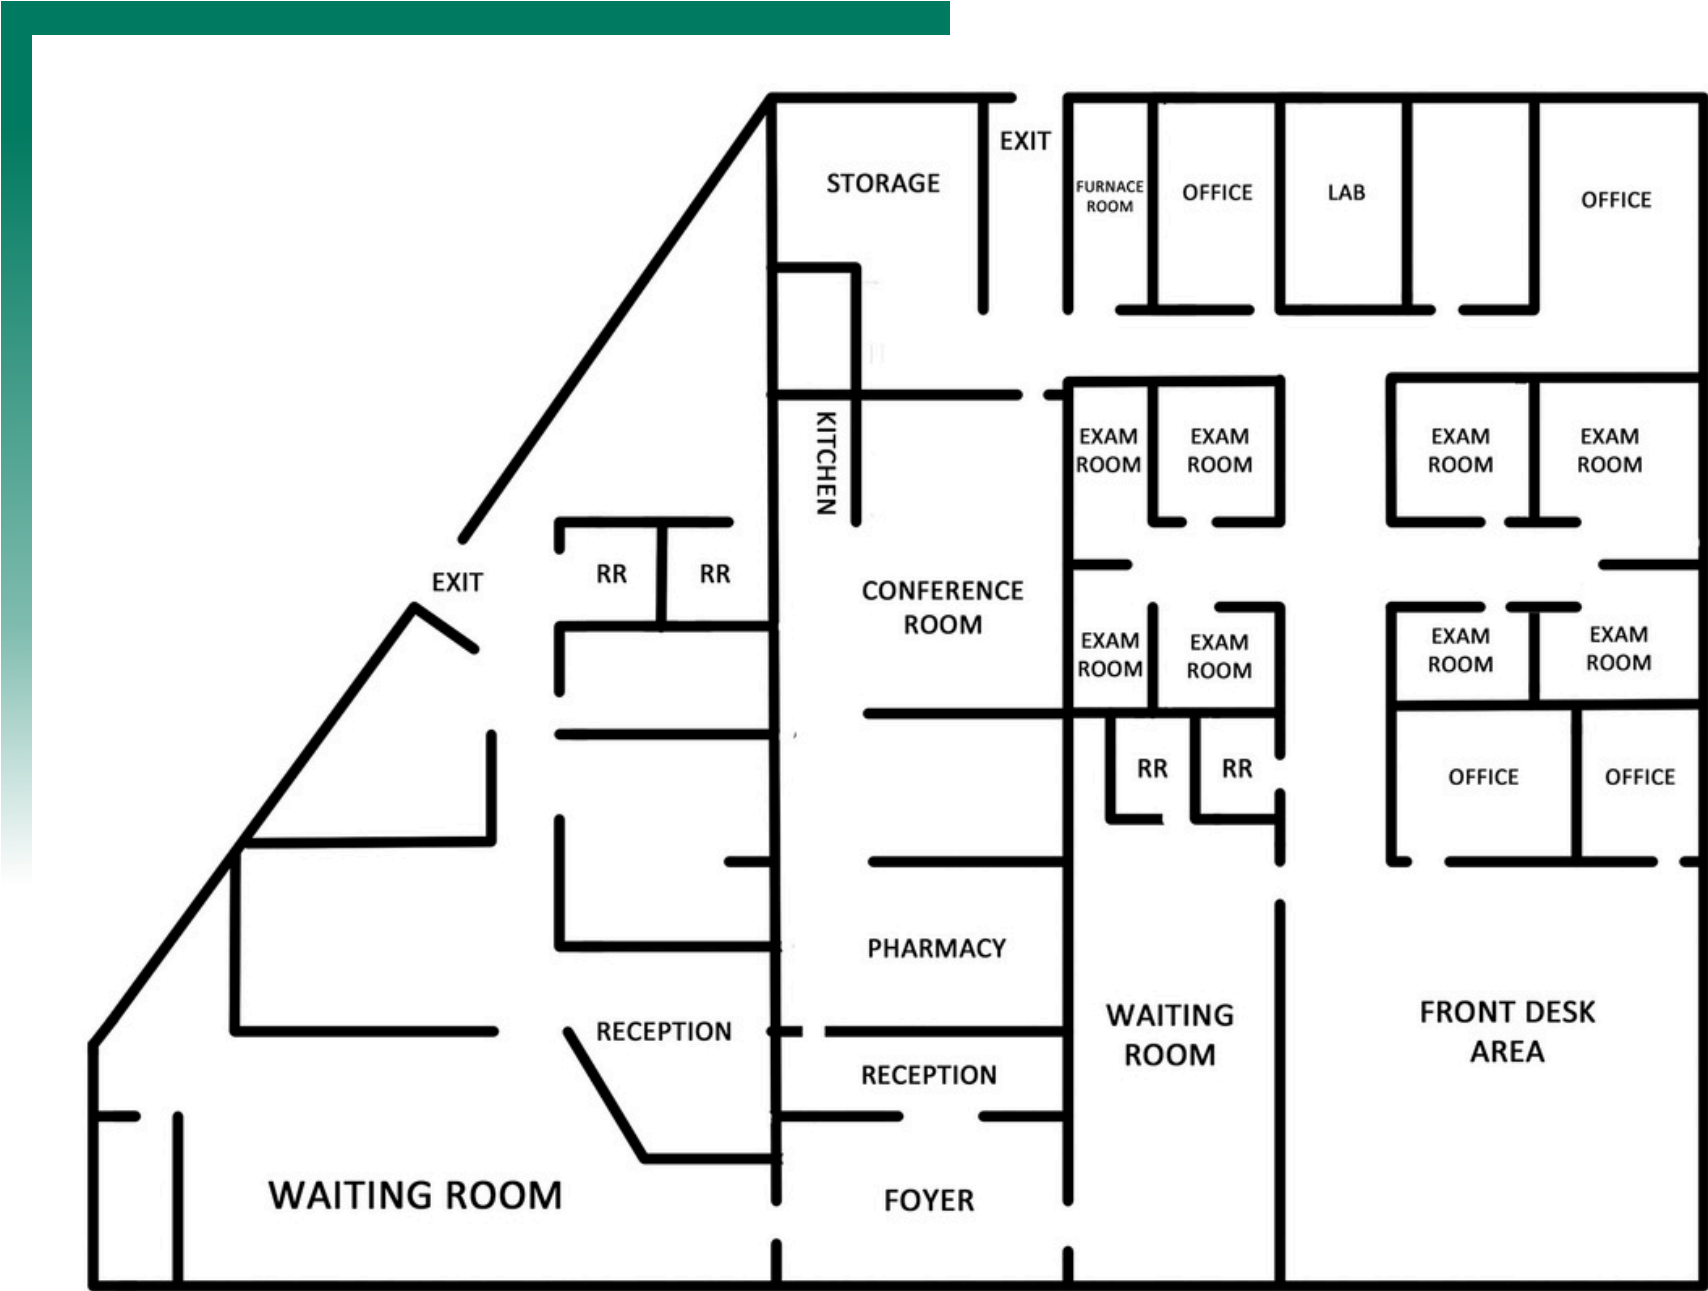 EXIT
STORAGE
FURNACE
ROOM
OFFICE
LAB
OFFICE
KITCHEN
EXAM
ROOM
EXAM
ROOM
EXAM
ROOM
EXAM
ROOM
EXIT
RR
RR
CONFERENCE
ROOM
EXAM
ROOM
EXAM
ROOM
EXAM
ROOM
EXAM
ROOM
RR
RR
OFFICE
OFFICE
PHARMACY
RECEPTION
RECEPTION
WAITING
ROOM
FRONT DESK
AREA
WAITING ROOM
FOYER